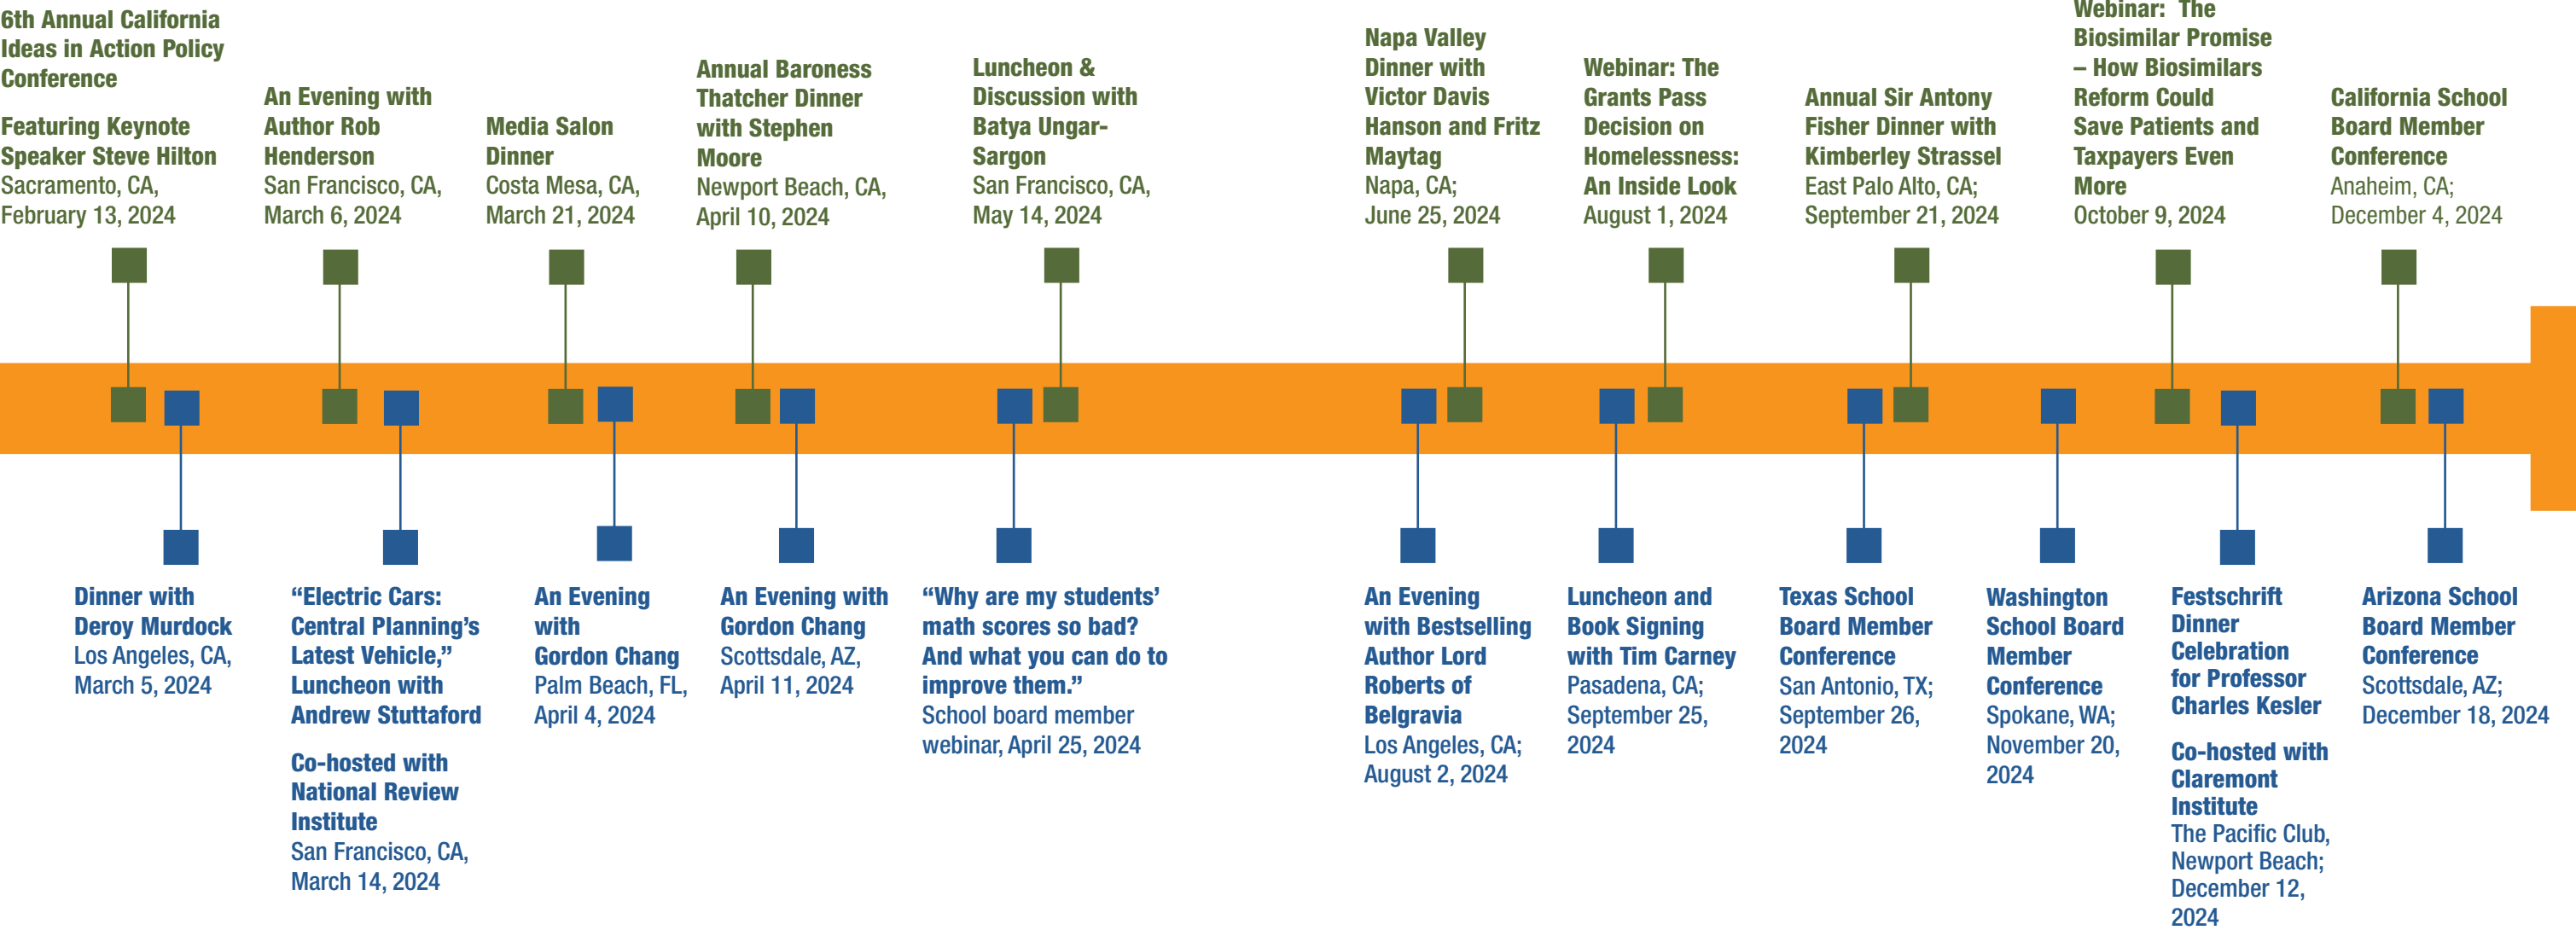 6th Annual California
Ideas in Action Policy
Conference
Featuring Keynote
Speaker Steve Hilton
Sacramento, CA,
February 13, 2024
An Evening with
Author Rob
Henderson
San Francisco, CA,
March 6, 2024
Media Salon
Dinner
Costa Mesa, CA,
March 21, 2024
Annual Baroness
Thatcher Dinner
with Stephen
Moore
Newport Beach, CA,
April 10, 2024
Luncheon &
Discussion with
Batya Ungar-
Sargon
San Francisco, CA,
May 14, 2024
Napa Valley
Dinner with
Victor Davis
Hanson and Fritz
Maytag
Napa, CA;
June 25, 2024
Webinar: The
Grants Pass
Decision on
Homelessness:
An Inside Look
August 1, 2024
Annual Sir Antony
Fisher Dinner with
Kimberley Strassel
East Palo Alto, CA;
September 21, 2024
Webinar: The
Biosimilar Promise
– How Biosimilars
Reform Could
Save Patients and
Taxpayers Even
More
October 9, 2024
California School
Board Member
Conference
Anaheim, CA;
December 4, 2024
Dinner with
Deroy Murdock
Los Angeles, CA,
March 5, 2024
“Electric Cars:
Central Planning’s
Latest Vehicle,”
Luncheon with
Andrew Stuttaford
Co-hosted with
National Review
Institute
San Francisco, CA,
March 14, 2024
An Evening
with
Gordon Chang
Palm Beach, FL,
April 4, 2024
An Evening with
Gordon Chang
Scottsdale, AZ,
April 11, 2024
“Why are my students’
math scores so bad?
And what you can do to
improve them.”
School board member
webinar, April 25, 2024
An Evening
with Bestselling
Author Lord
Roberts of
Belgravia
Los Angeles, CA;
August 2, 2024
Luncheon and
Book Signing
with Tim Carney
Pasadena, CA;
September 25,
2024
Texas School
Board Member
Conference
San Antonio, TX;
September 26,
2024
Washington
School Board
Member
Conference
Spokane, WA;
November 20,
2024
Festschrift
Dinner
Celebration
for Professor
Charles Kesler
Co-hosted with
Claremont
Institute
The Pacific Club,
Newport Beach;
December 12,
2024
Arizona School
Board Member
Conference
Scottsdale, AZ;
December 18, 2024